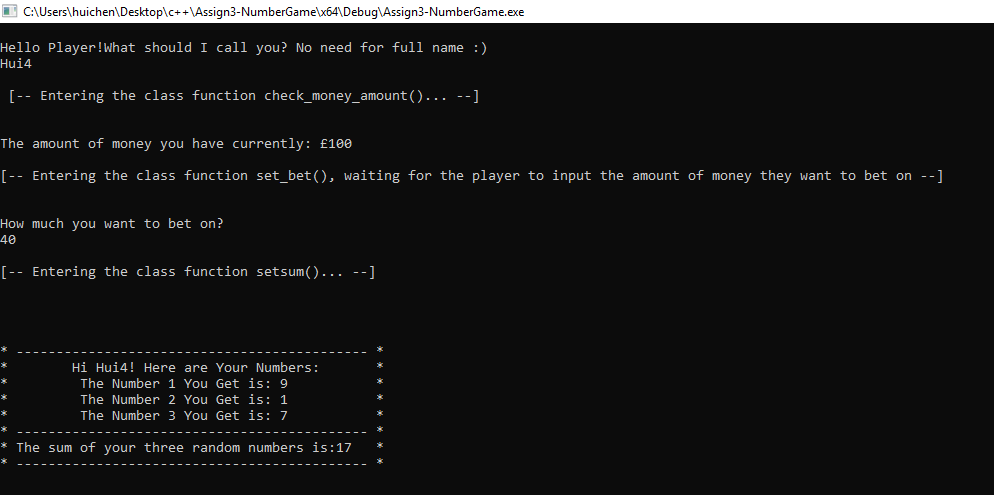 C:\Users\huichen\Desktop\c++\Assign3-NumberGame\x64\Debug\Assign3-NumberGame.exe
Hello Player!What should I call you? No need for full name :)
Hui4
[-- Entering the class function check_money_amount()... --]
The amount of money you have currently: £100
[-- Entering the class function set_bet(), waiting for the player to input the amount of money they want to bet on --]
How much you want to bet on?
40
[-- Entering the class function setsum()... --]
* -------------------------------------------- *
*        Hi Hui4! Here are Your Numbers:       *
*         The Number 1 You Get is: 9           *
*         The Number 2 You Get is: 1           *
*         The Number 3 You Get is: 7           *
* -------------------------------------------- *
* The sum of your three random numbers is:17   *
* -------------------------------------------- *